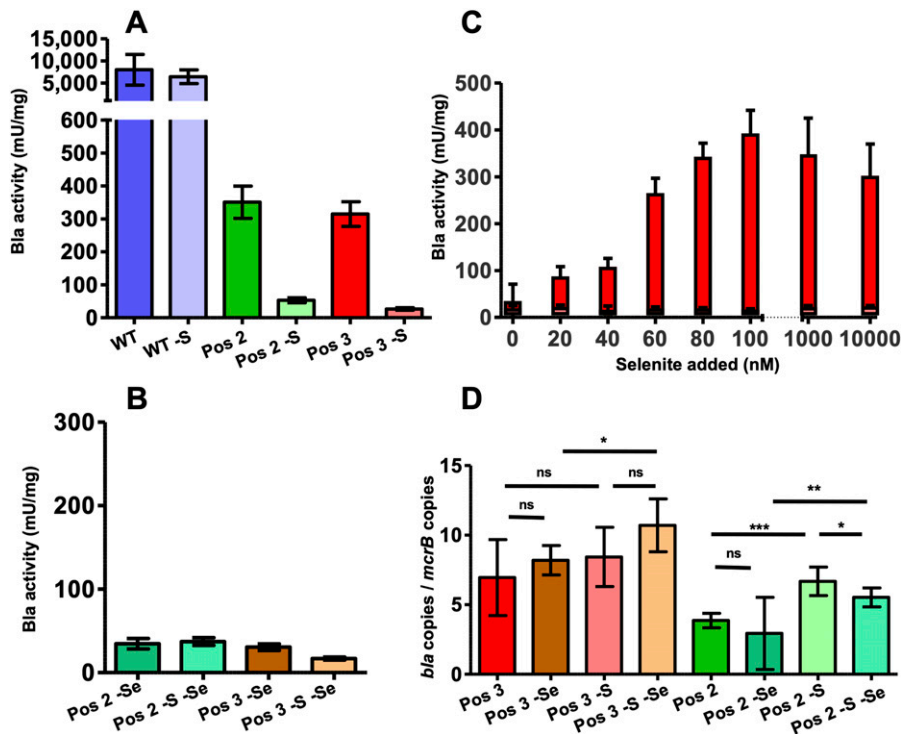 A
Bla activity (mU/mg)
15,000
10,000
5,000
600
500
400
300
200
100
0
WT
WT -S
Pos 2
Pos 2 -S
Pos 3
Pos 3 -S
C
Bla activity (mU/mg)
500
400
300
200
100
0
0 20 40 60 80 100 1000 10000
Selenite added (nM)
B
Bla activity (mU/mg)
300
200
100
0
Pos 2 -Se
Pos 2 -S -Se
Pos 3 -Se
Pos 3 -S -Se
D
bla copies / mcrB copies
15
10
5
0
*
ns
ns
ns
**
***
*
ns
Pos 3
Pos 3 -Se
Pos 3 -S
Pos 3 -S -Se
Pos 2
Pos 2 -Se
Pos 2 -S
Pos 2 -S -Se